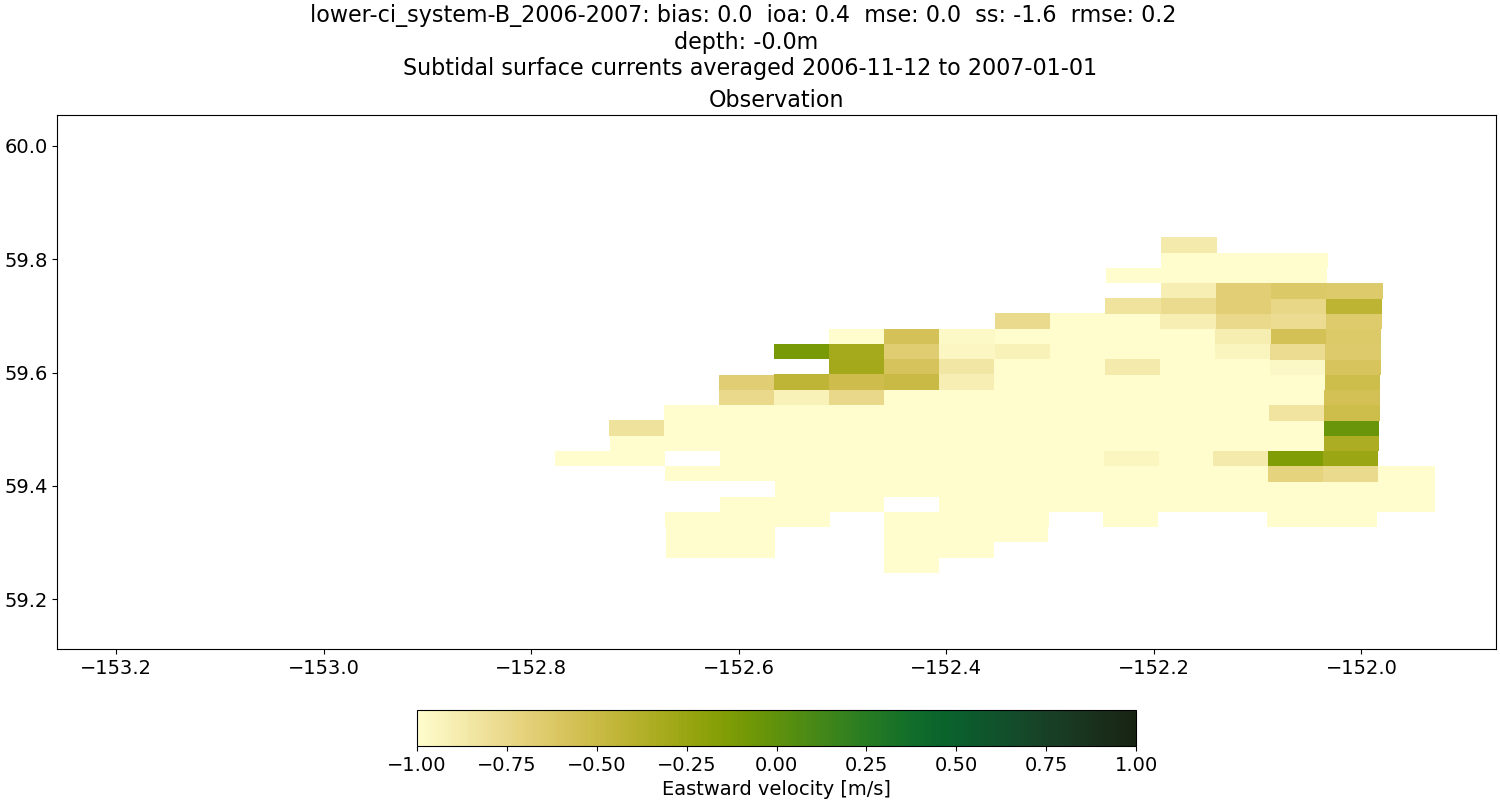 lower-ci_system-B_2006-2007: bias: 0.0  ioa: 0.4  mse: 0.0  ss: -1.6  rmse: 0.2
depth: -0.0m
Subtidal surface currents averaged 2006-11-12 to 2007-01-01
Observation
60.0
59.8
59.6
59.4
59.2
−153.2 −153.0 −152.8 −152.6 −152.4 −152.2 −152.0
−1.00 −0.75 −0.50 −0.25 0.00 0.25 0.50 0.75 1.00
Eastward velocity [m/s]